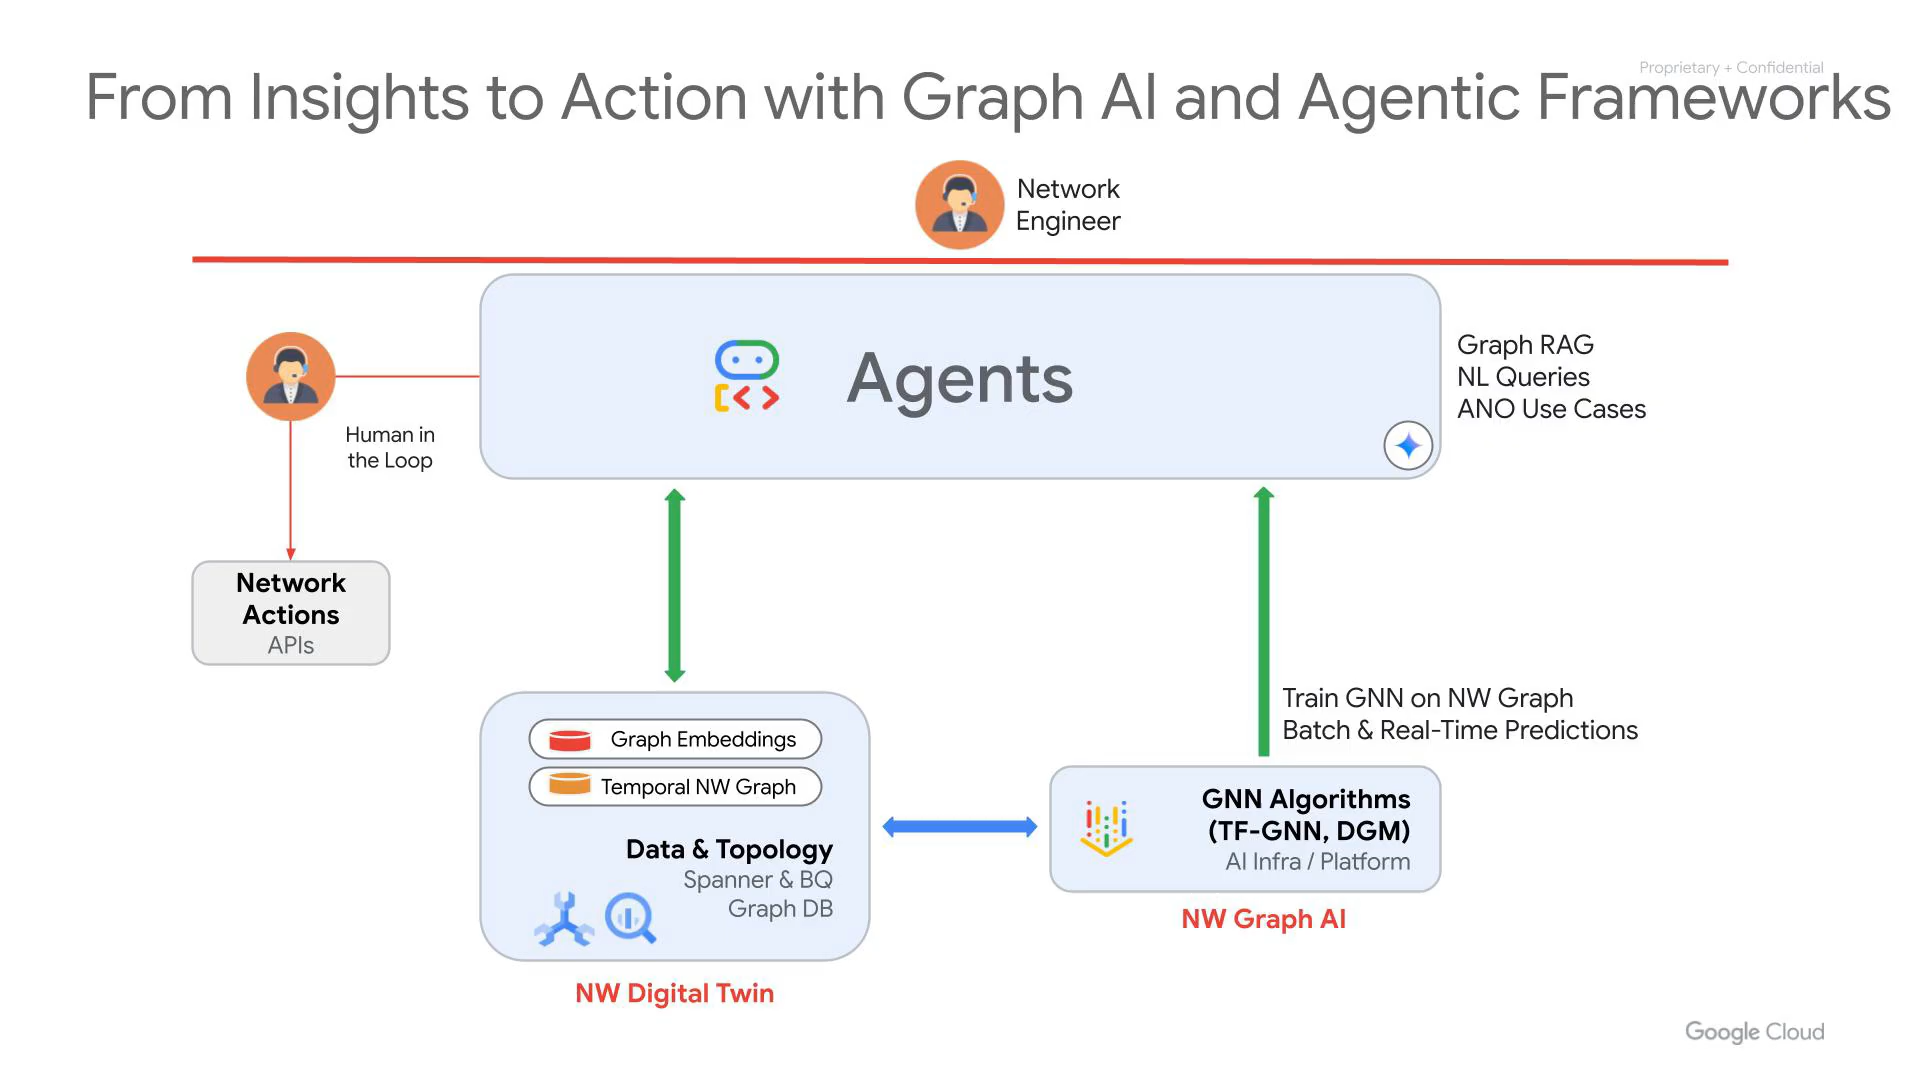 Proprietary + Confidential
From Insights to Action with Graph AI and Agentic Frameworks
Network
Engineer
Agents
Graph RAG
NL Queries
ANO Use Cases
Human in
the Loop
Network
Actions
APIs
Train GNN on NW Graph
Batch & Real-Time Predictions
Graph Embeddings
Temporal NW Graph
Data & Topology
Spanner & BQ
Graph DB
NW Digital Twin
GNN Algorithms
(TF-GNN, DGM)
AI Infra / Platform
NW Graph AI
Google Cloud